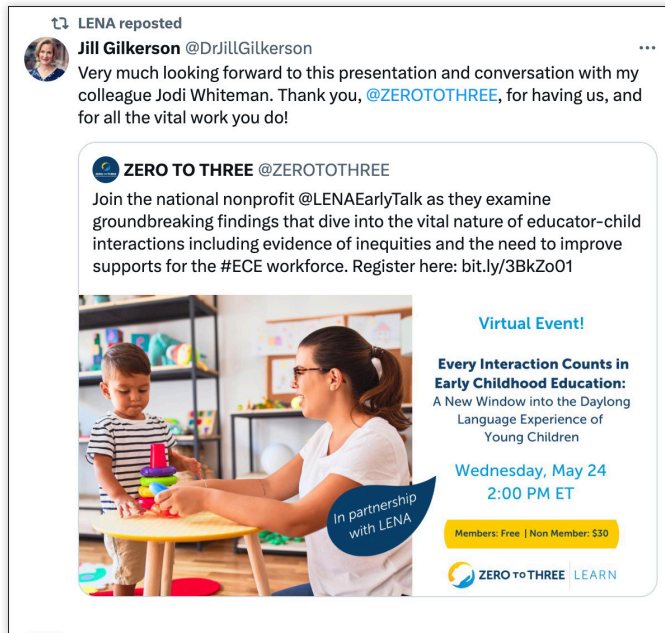 LENA reposted
Jill Gilkerson @DrJillGilkerson
Very much looking forward to this presentation and conversation with my
colleague Jodi Whiteman. Thank you, @ZEROTOTHREE, for having us, and
for all the vital work you do!
ZERO TO THREE @ZEROTOTHREE
Join the national nonprofit @LENAEarlyTalk as they examine
groundbreaking findings that dive into the vital nature of educator-child
interactions including evidence of inequities and the need to improve
supports for the #ECE workforce. Register here: bit.ly/3BkZo01
Virtual Event!
Every Interaction Counts in
Early Childhood Education:
A New Window into the Daylong
Language Experience of
Young Children
Wednesday, May 24
2:00 PM ET
In partnership
with LENA
Members: Free | Non Member: $30
ZERO TO THREE | LEARN